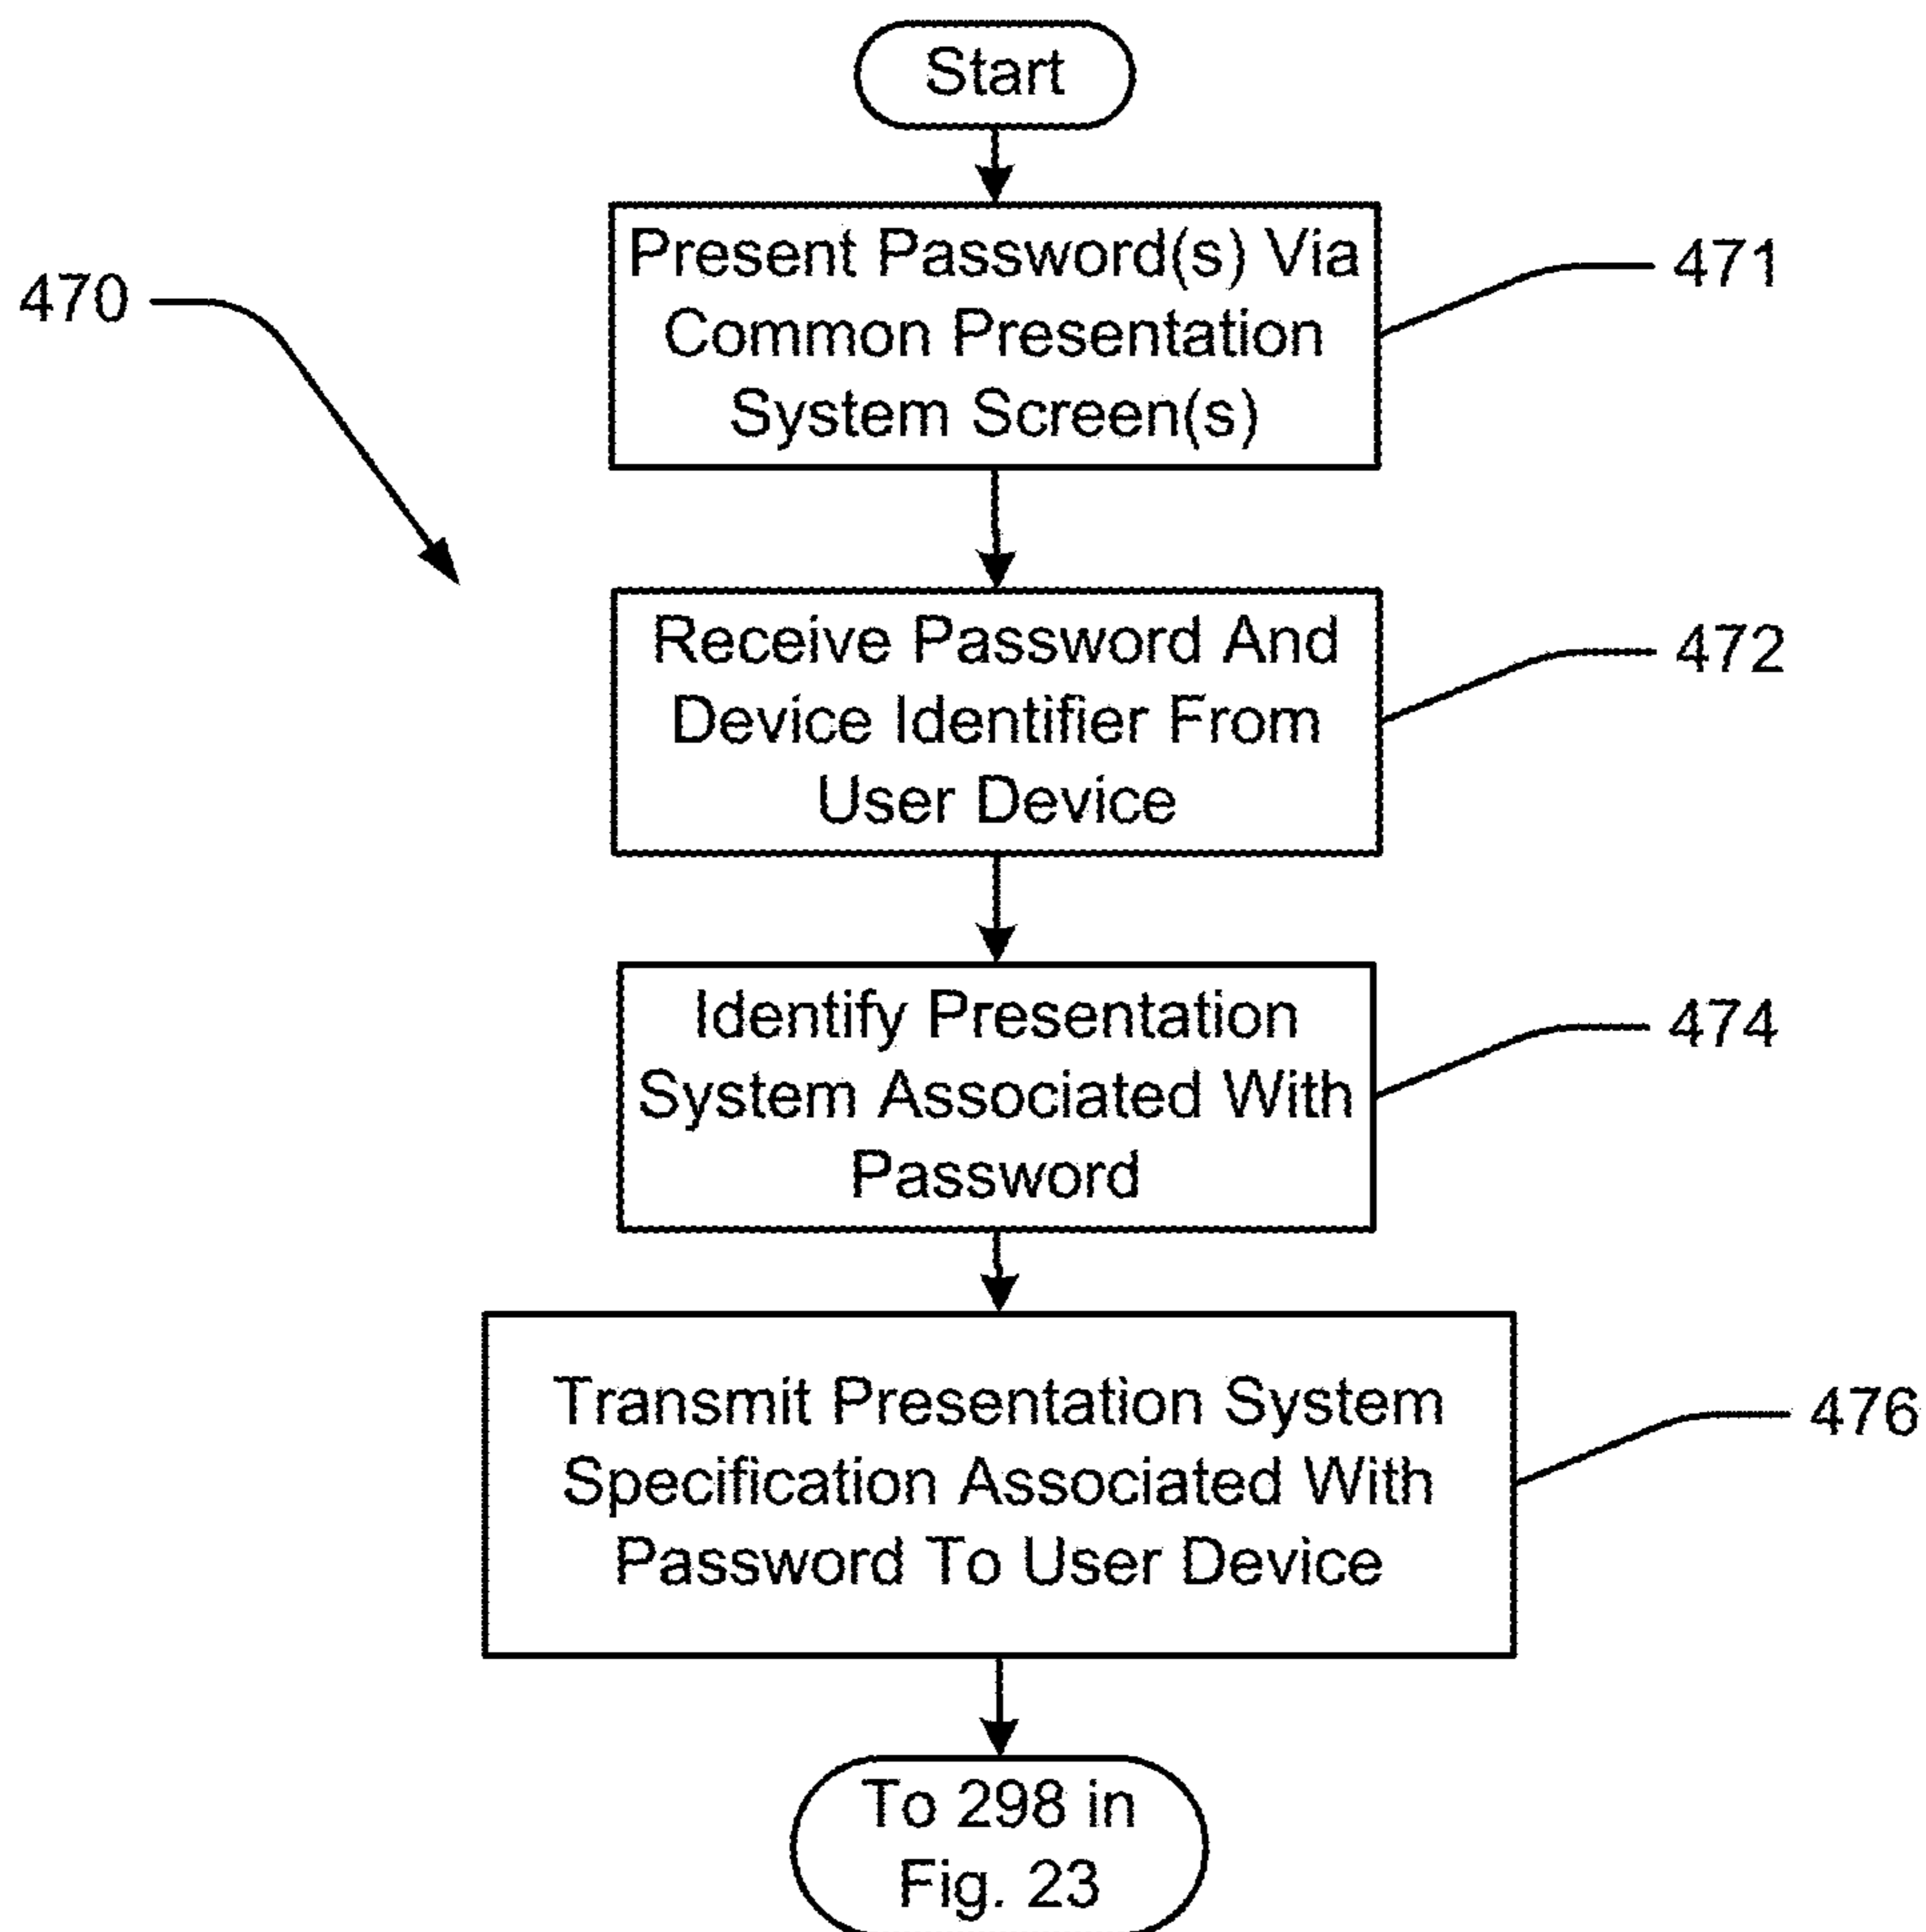 Start
470
Present Password(s) Via
Common Presentation
System Screen(s)
471
Receive Password And
Device Identifier From
User Device
472
Identify Presentation
System Associated With
Password
474
Transmit Presentation System
Specification Associated With
Password To User Device
476
To 298 in
Fig. 23